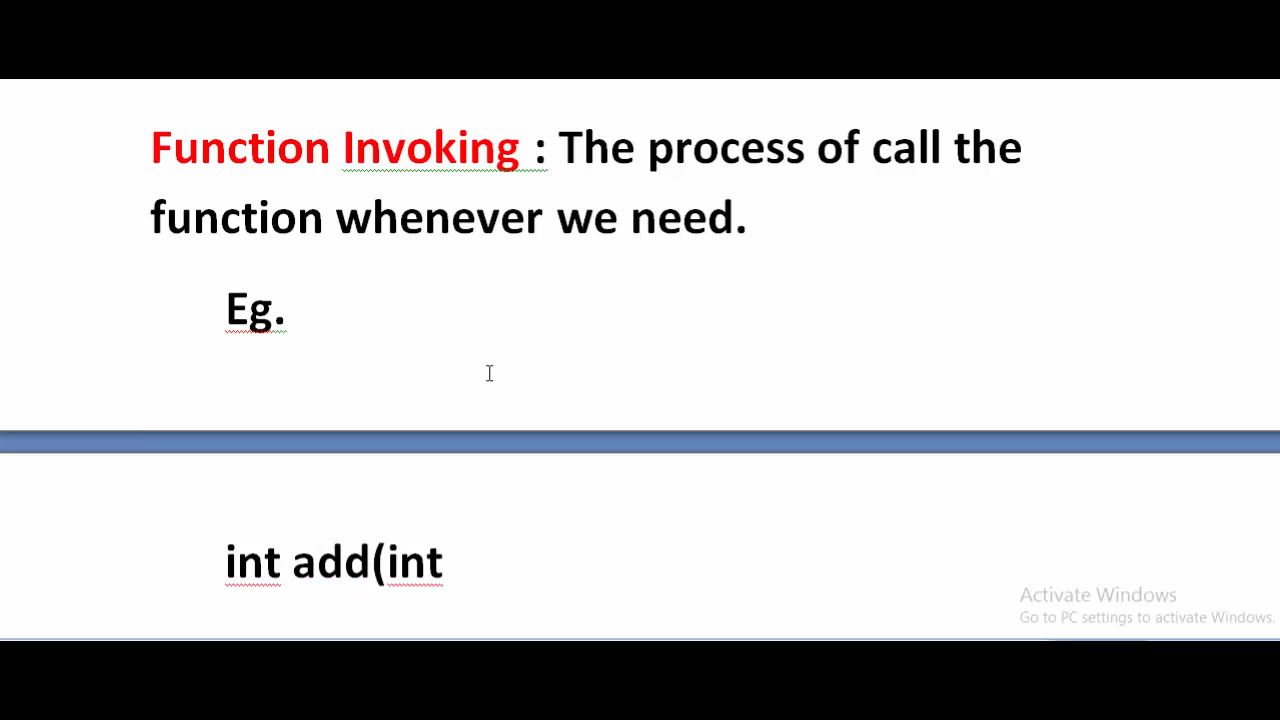 Function Invoking : The process of call the
function whenever we need.
Eg.
int add(int
Activate Windows
Go to PC settings to activate Windows.